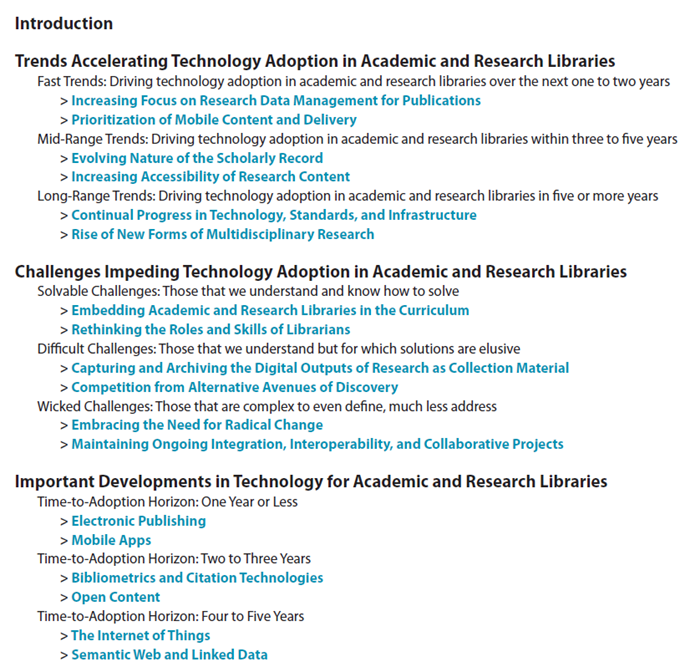 Introduction
Trends Accelerating Technology Adoption in Academic and Research Libraries
Fast Trends: Driving technology adoption in academic and research libraries over the next one to two years
> Increasing Focus on Research Data Management for Publications
> Prioritization of Mobile Content and Delivery
Mid-Range Trends: Driving technology adoption in academic and research libraries within three to five years
> Evolving Nature of the Scholarly Record
> Increasing Accessibility of Research Content
Long-Range Trends: Driving technology adoption in academic and research libraries in five or more years
> Continual Progress in Technology, Standards, and Infrastructure
> Rise of New Forms of Multidisciplinary Research
Challenges Impeding Technology Adoption in Academic and Research Libraries
Solvable Challenges: Those that we understand and know how to solve
> Embedding Academic and Research Libraries in the Curriculum
> Rethinking the Roles and Skills of Librarians
Difficult Challenges: Those that we understand but for which solutions are elusive
> Capturing and Archiving the Digital Outputs of Research as Collection Material
> Competition from Alternative Avenues of Discovery
Wicked Challenges: Those that are complex to even define, much less address
> Embracing the Need for Radical Change
> Maintaining Ongoing Integration, Interoperability, and Collaborative Projects
Important Developments in Technology for Academic and Research Libraries
Time-to-Adoption Horizon: One Year or Less
> Electronic Publishing
> Mobile Apps
Time-to-Adoption Horizon: Two to Three Years
> Bibliometrics and Citation Technologies
> Open Content
Time-to-Adoption Horizon: Four to Five Years
> The Internet of Things
> Semantic Web and Linked Data